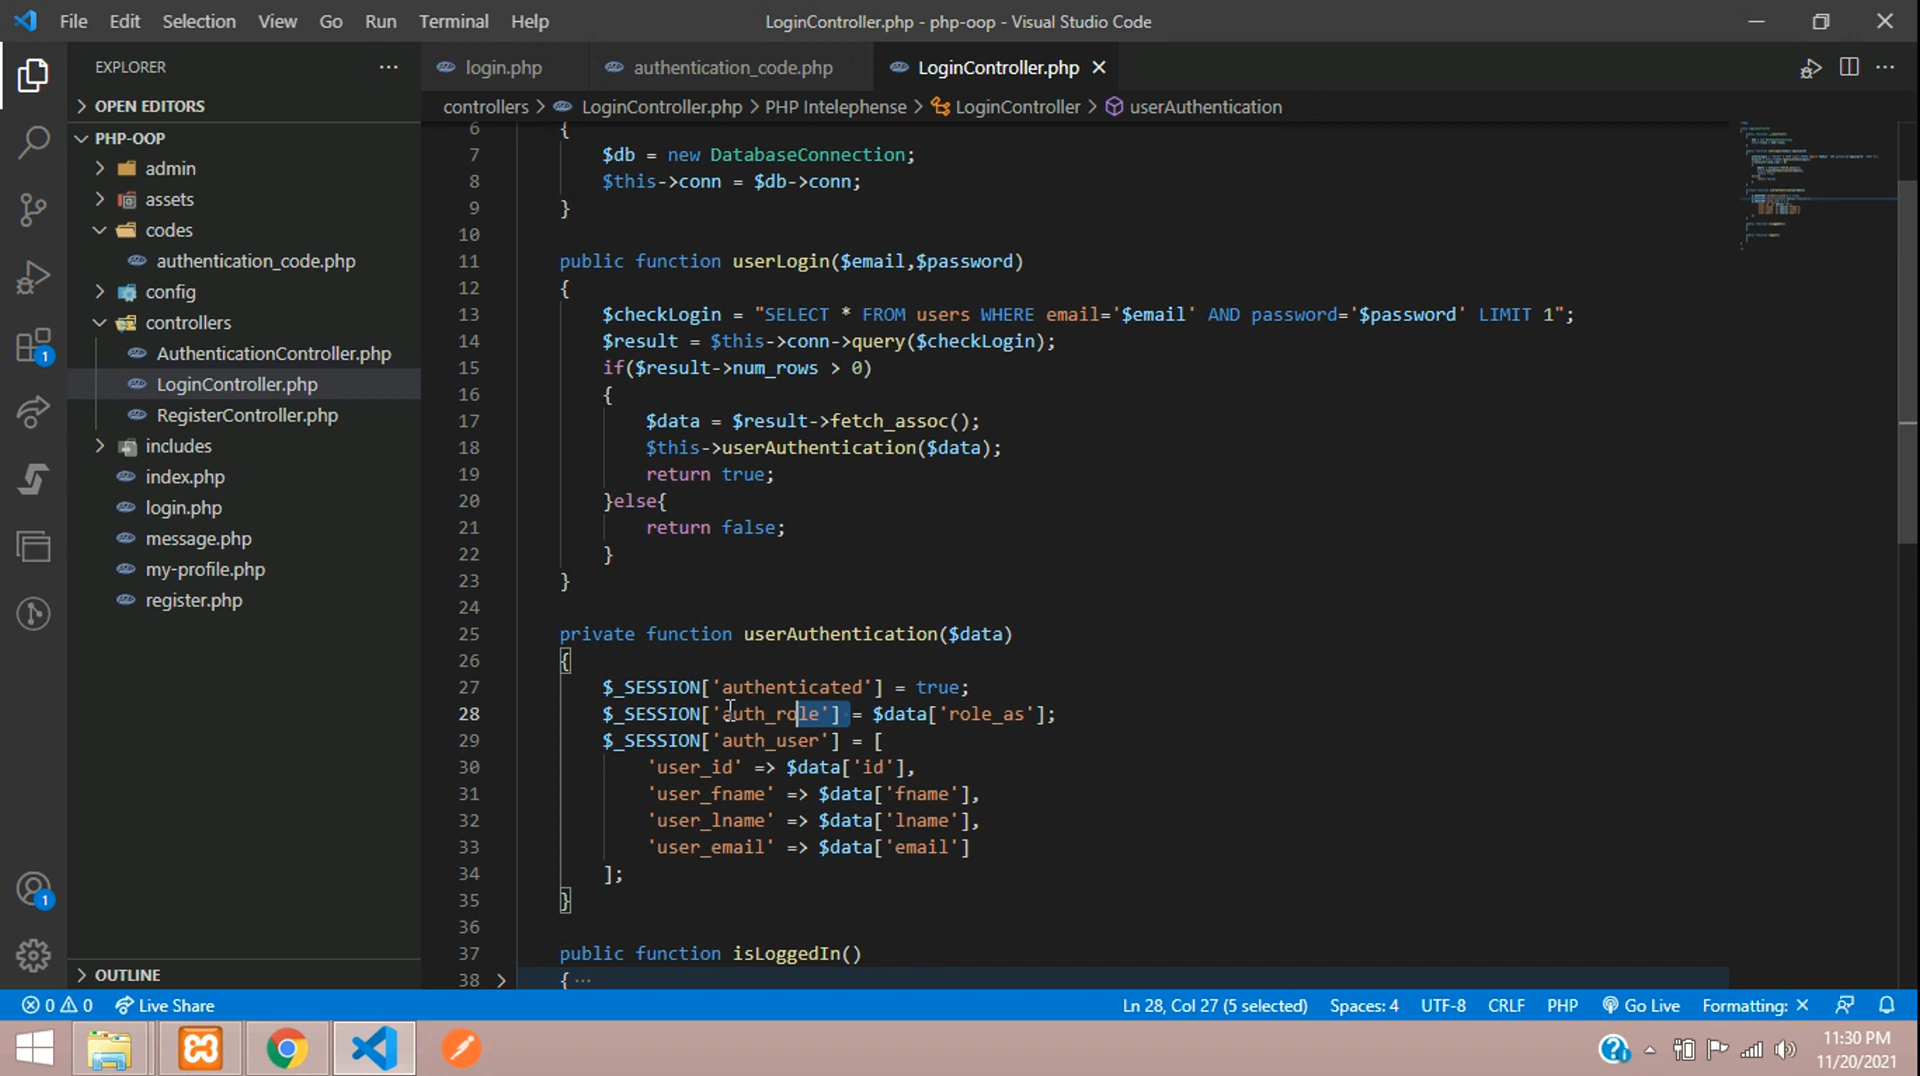 File Edit Selection View Go Run Terminal Help LoginController.php - php-oop - Visual Studio Code
EXPLORER
login.php authentication_code.php LoginController.php
controllers > LoginController.php > PHP Intelephense > LoginController > userAuthentication
OPEN EDITORS
PHP-OOP
admin
assets
codes
authentication_code.php
config
controllers
AuthenticationController.php
LoginController.php
RegisterController.php
includes
index.php
login.php
message.php
my-profile.php
register.php
OUTLINE
1
1
6 {
7 $db = new DatabaseConnection;
8 $this->conn = $db->conn;
9 }
10
11 public function userLogin($email,$password)
12 {
13 $checkLogin = "SELECT * FROM users WHERE email='$email' AND password='$password' LIMIT 1";
14 $result = $this->conn->query($checkLogin);
15 if($result->num_rows > 0)
16 {
17 $data = $result->fetch_assoc();
18 $this->userAuthentication($data);
19 return true;
20 }else{
21 return false;
22 }
23 }
24
25 private function userAuthentication($data)
26 {
27 $_SESSION['authenticated'] = true;
28 $_SESSION['auth_role'] = $data['role_as'];
29 $_SESSION['auth_user'] = [
30 'user_id' => $data['id'],
31 'user_fname' => $data['fname'],
32 'user_lname' => $data['lname'],
33 'user_email' => $data['email']
34 ];
35 }
36
37 public function isLoggedIn()
38 { ...
0 0 Live Share Ln 28, Col 27 (5 selected) Spaces: 4 UTF-8 CRLF PHP Go Live Formatting: ×
11:30 PM
11/20/2021